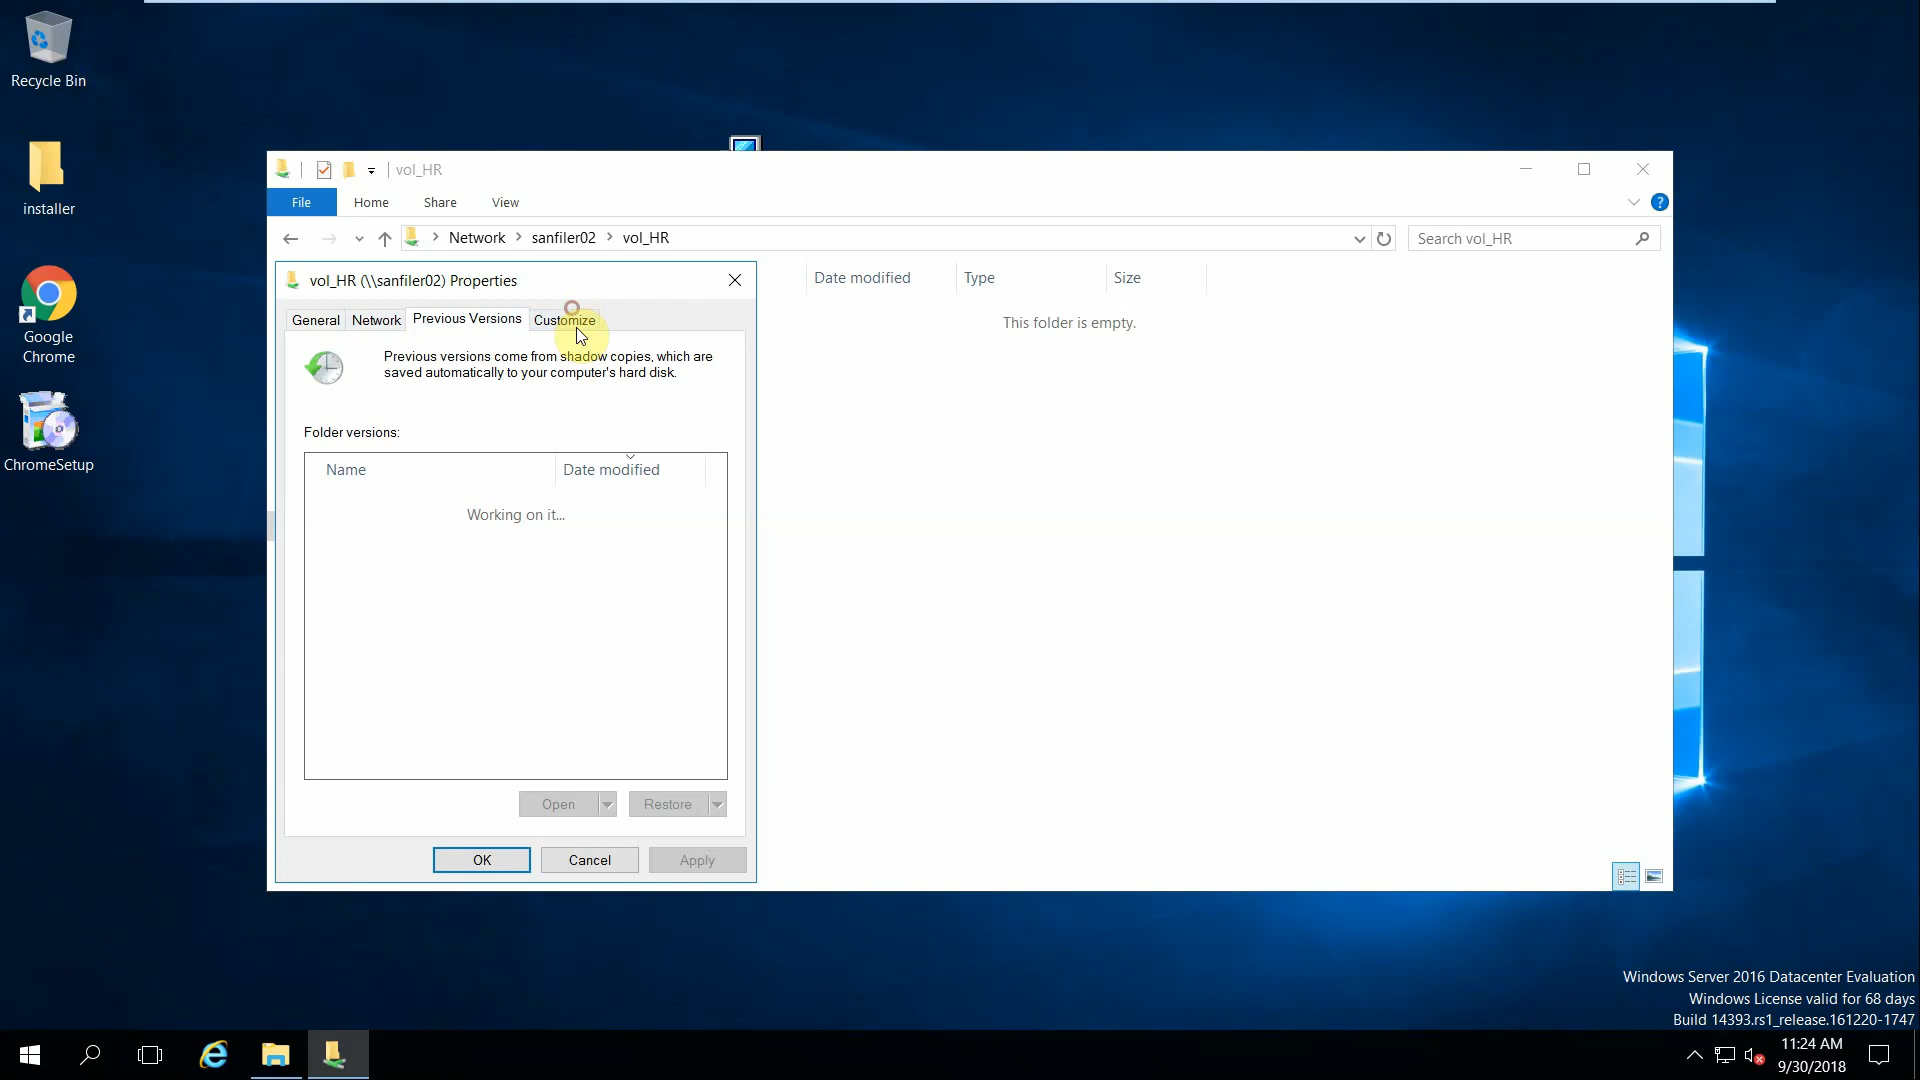 Recycle Bin
installer
Google
Chrome
ChromeSetup
vol_HR
File
Home
Share
View
Network
sanfiler02
vol_HR
Search vol_HR
vol_HR (\\sanfiler02) Properties
General
Network
Previous Versions
Customize
Previous versions come from shadow copies, which are
saved automatically to your computer's hard disk.
Folder versions:
Name
Date modified
Working on it...
Open
Restore
OK
Cancel
Apply
Date modified
Type
Size
This folder is empty.
Windows Server 2016 Datacenter Evaluation
Windows License valid for 68 days
Build 14393.rs1_release.161220-1747
11:24 AM
9/30/2018